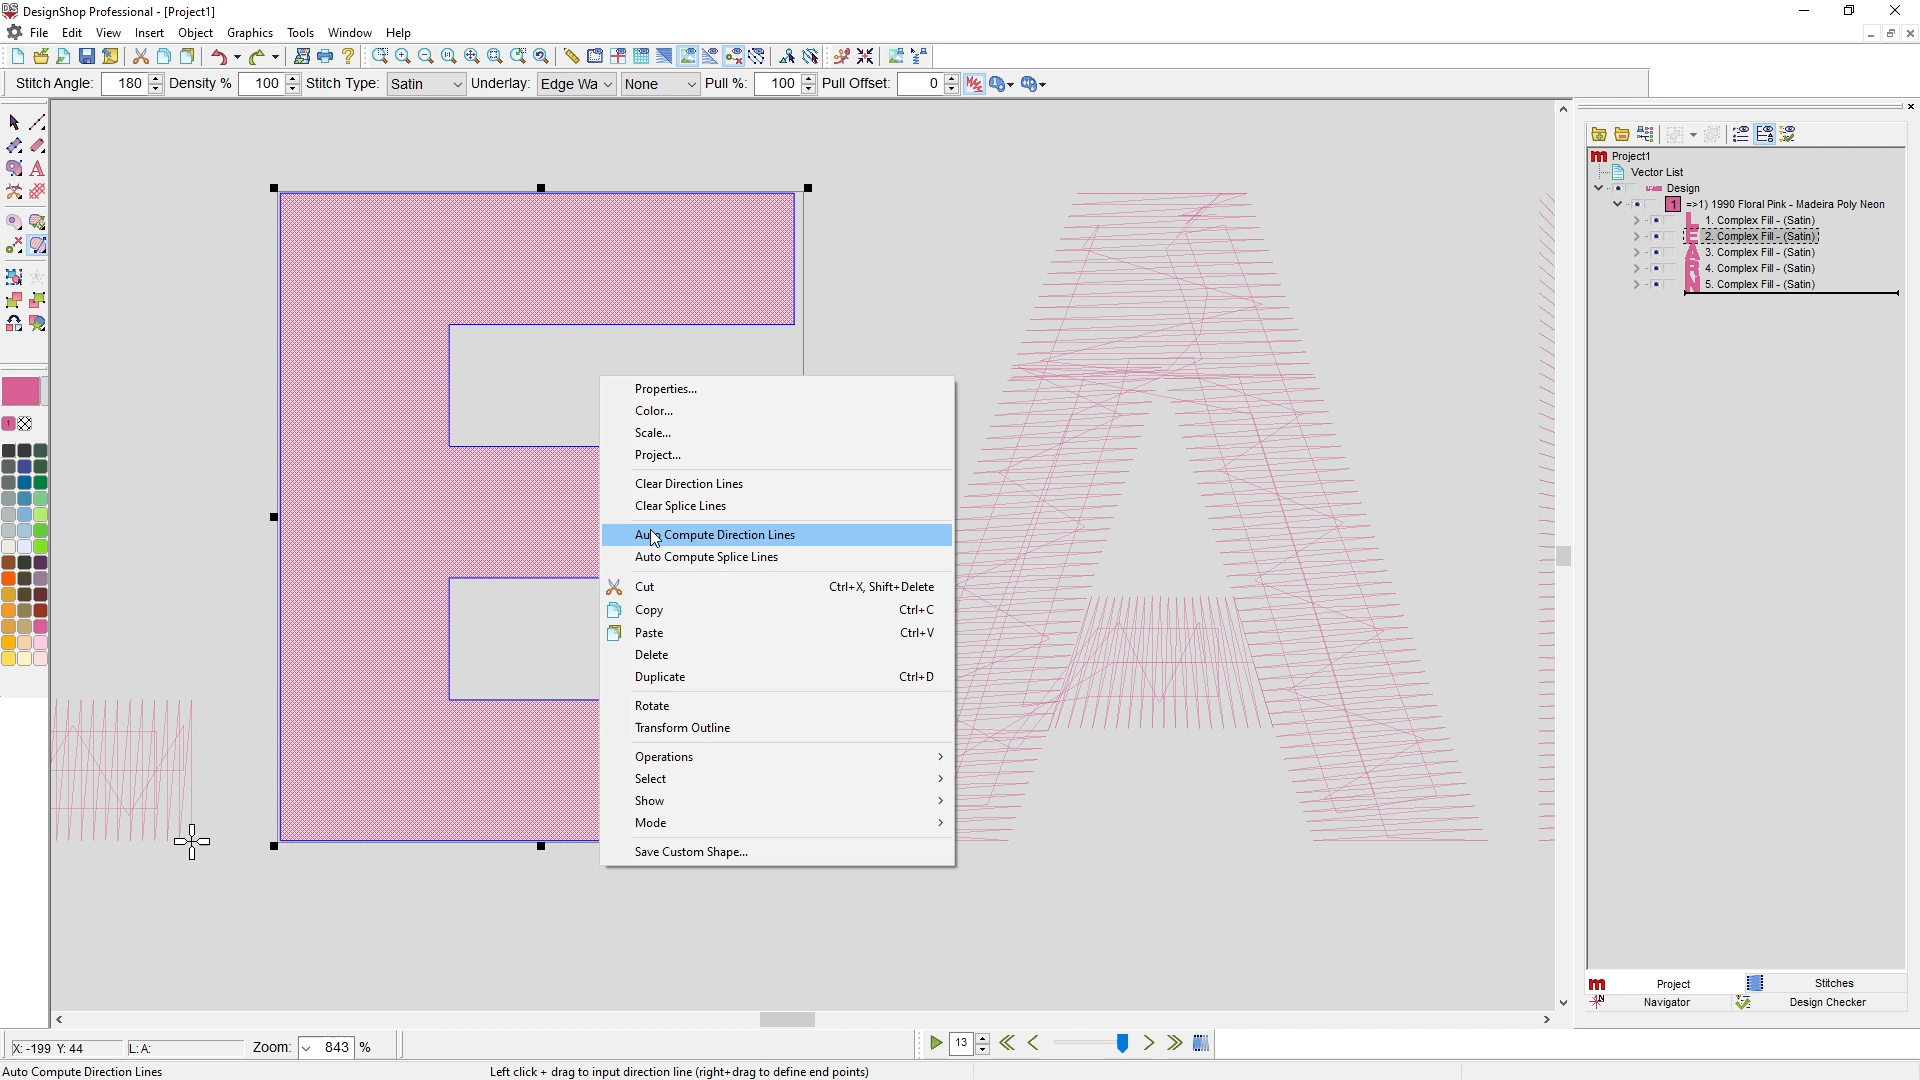 DesignShop Professional - [Project1]
File Edit View Insert Object Graphics Tools Window Help
Stitch Angle: 180 Density % 100 Stitch Type: Satin Underlay: Edge Wa None Pull %: 100 Pull Offset: 0
Project1
Vector List
Design
1 =>1) 1990 Floral Pink - Madeira Poly Neon
1. Complex Fill - (Satin)
2. Complex Fill - (Satin)
3. Complex Fill - (Satin)
4. Complex Fill - (Satin)
5. Complex Fill - (Satin)
Properties...
Color...
Scale...
Project...
Clear Direction Lines
Clear Splice Lines
Auto Compute Direction Lines
Auto Compute Splice Lines
Cut Ctrl+X, Shift+Delete
Copy Ctrl+C
Paste Ctrl+V
Delete
Duplicate Ctrl+D
Rotate
Transform Outline
Operations
Select
Show
Mode
Save Custom Shape...
1
Project Stitches
Navigator Design Checker
X: -199 Y: 44 L: A: Zoom: 843 % 13
Auto Compute Direction Lines Left click + drag to input direction line (right+drag to define end points)